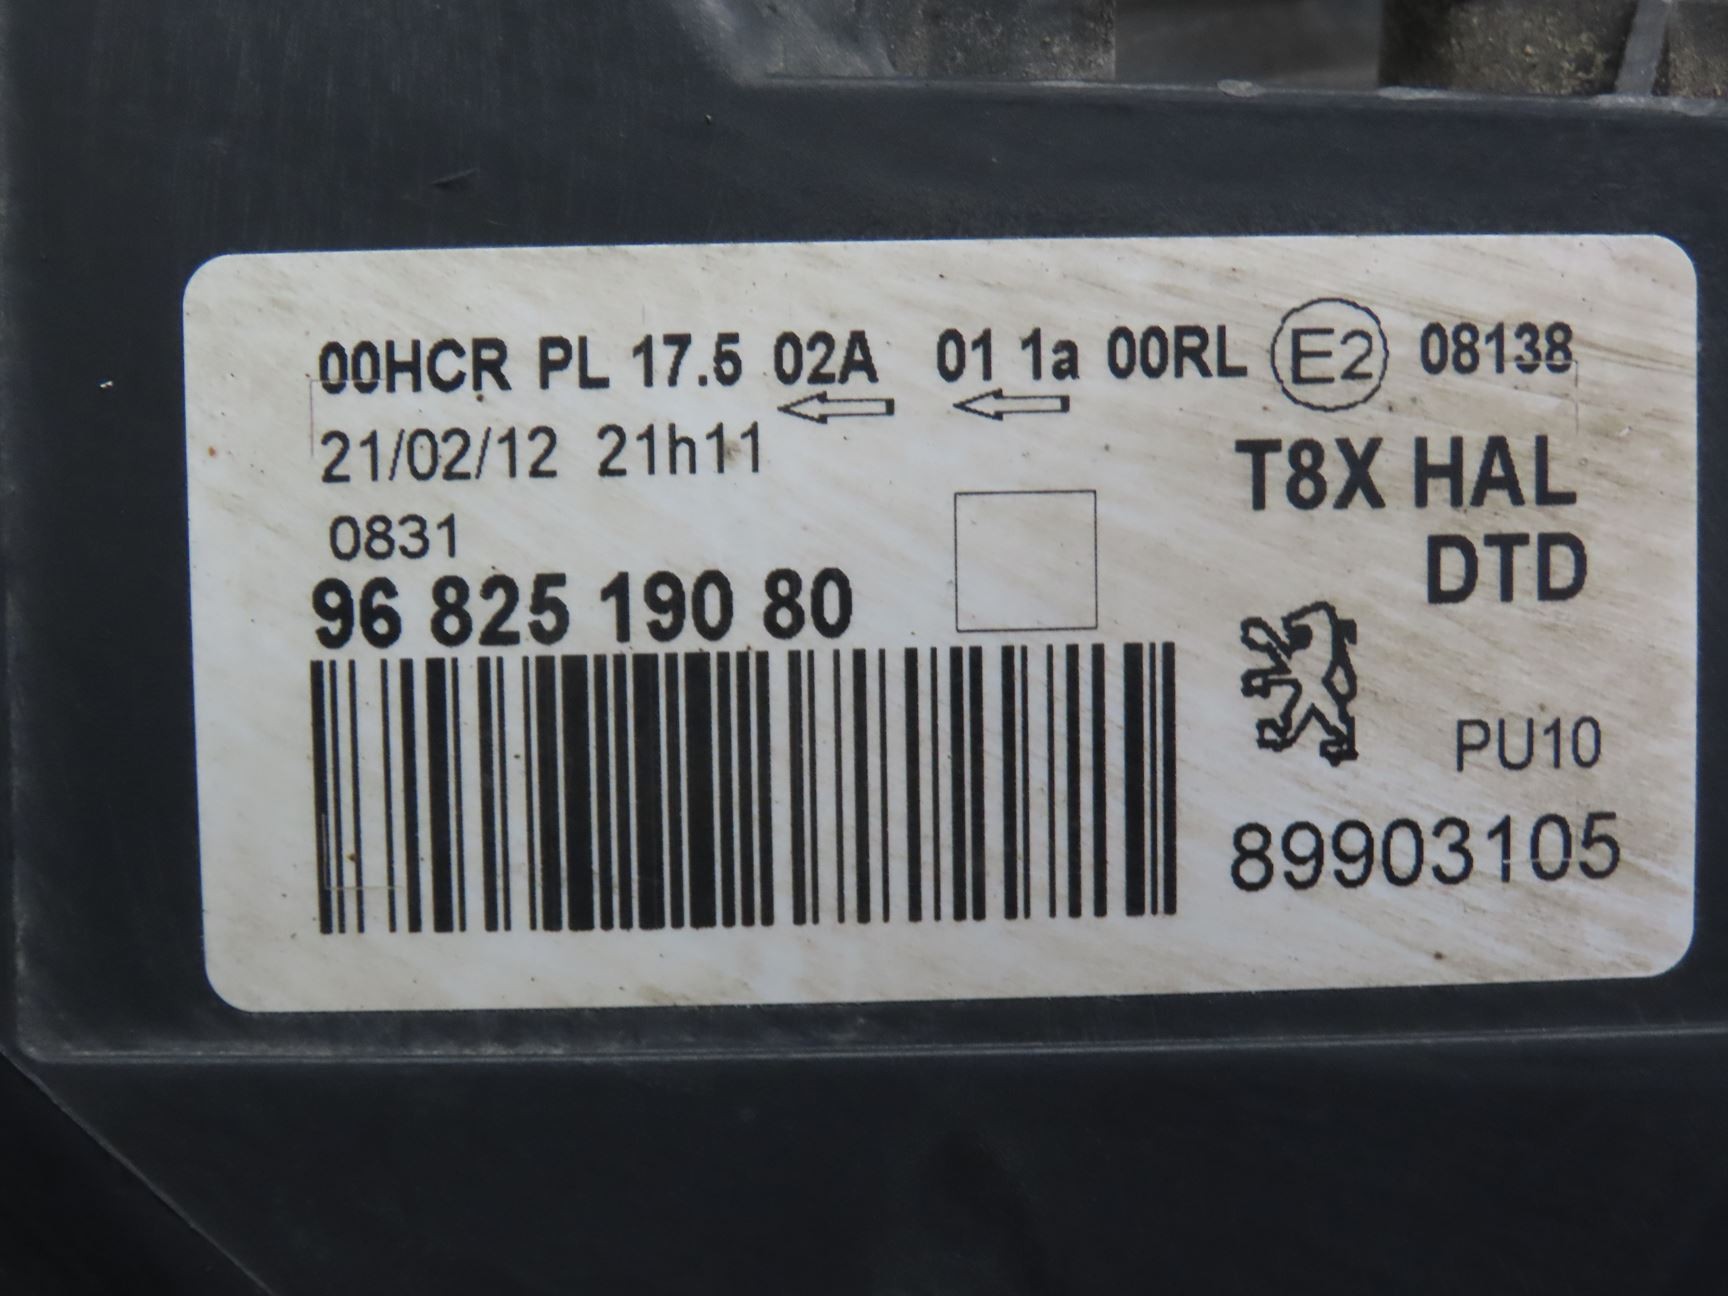 00HCR PL 17.5 02A 01 1a 00RL E2 08138
21/02/12 21h11
T8X HAL
0831
DTD
96 825 190 80
PU10
89903105